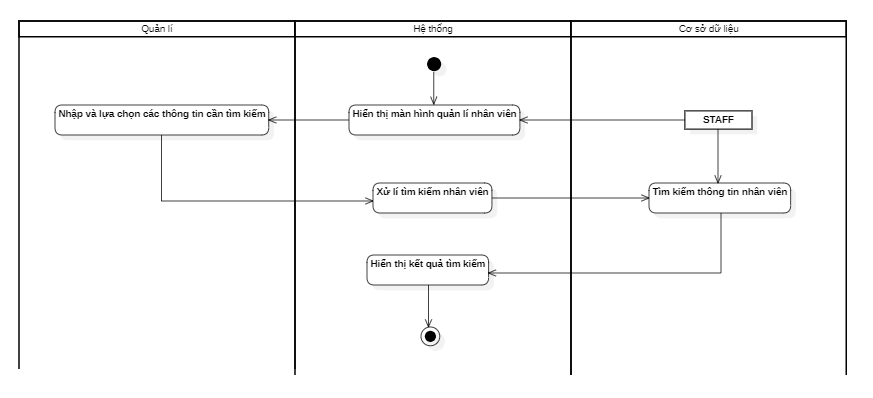 Quản lí
Hệ thống
Cơ sở dữ liệu
Nhập và lựa chọn các thông tin cần tìm kiếm
Hiển thị màn hình quản lí nhân viên
STAFF
Xử lí tìm kiếm nhân viên
Tìm kiếm thông tin nhân viên
Hiển thị kết quả tìm kiếm